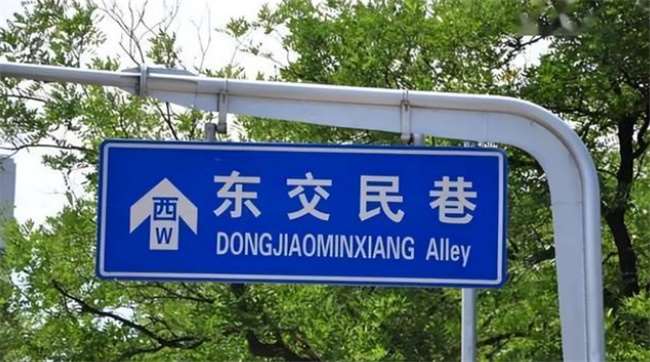 西
W
东交民巷
DONGJIAOMINXIANG Alley